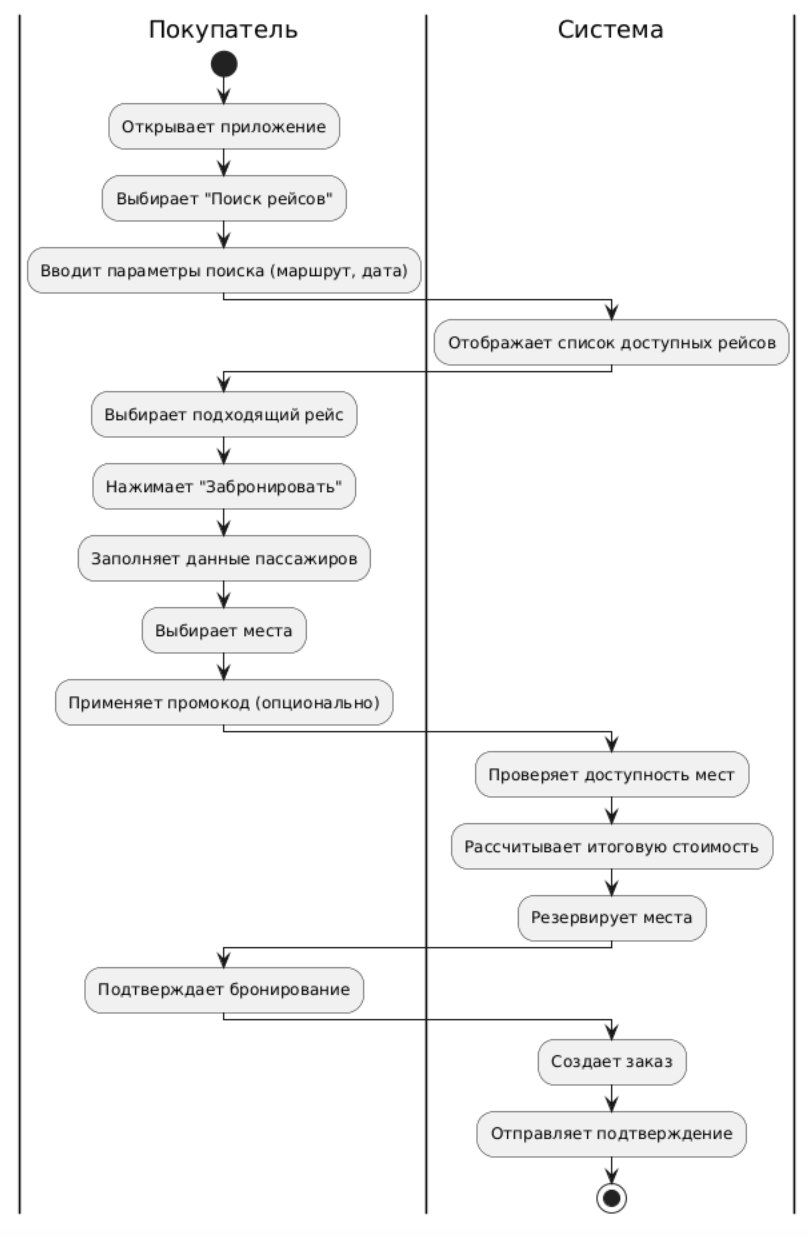 Покупатель
Система
Открывает приложение
Выбирает "Поиск рейсов"
Вводит параметры поиска (маршрут, дата)
Отображает список доступных рейсов
Выбирает подходящий рейс
Нажимает "Забронировать"
Заполняет данные пассажиров
Выбирает места
Применяет промокод (опционально)
Проверяет доступность мест
Рассчитывает итоговую стоимость
Резервирует места
Подтверждает бронирование
Создает заказ
Отправляет подтверждение